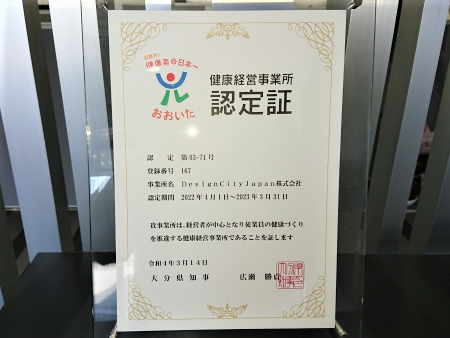 目指せ!
健康寿命日本一
おおいた
健康経営事業所
認定証
認　定　第03-71号
登録番号　167
事業所名　DesignCityJapan株式会社
認定期間　2022年4月1日～2023年3月31日
貴事業所は、経営者が中心となり従業員の健康づくり
を推進する健康経営事業所であることを証します
令和4年3月14日
大分県知事　広瀬　勝貞